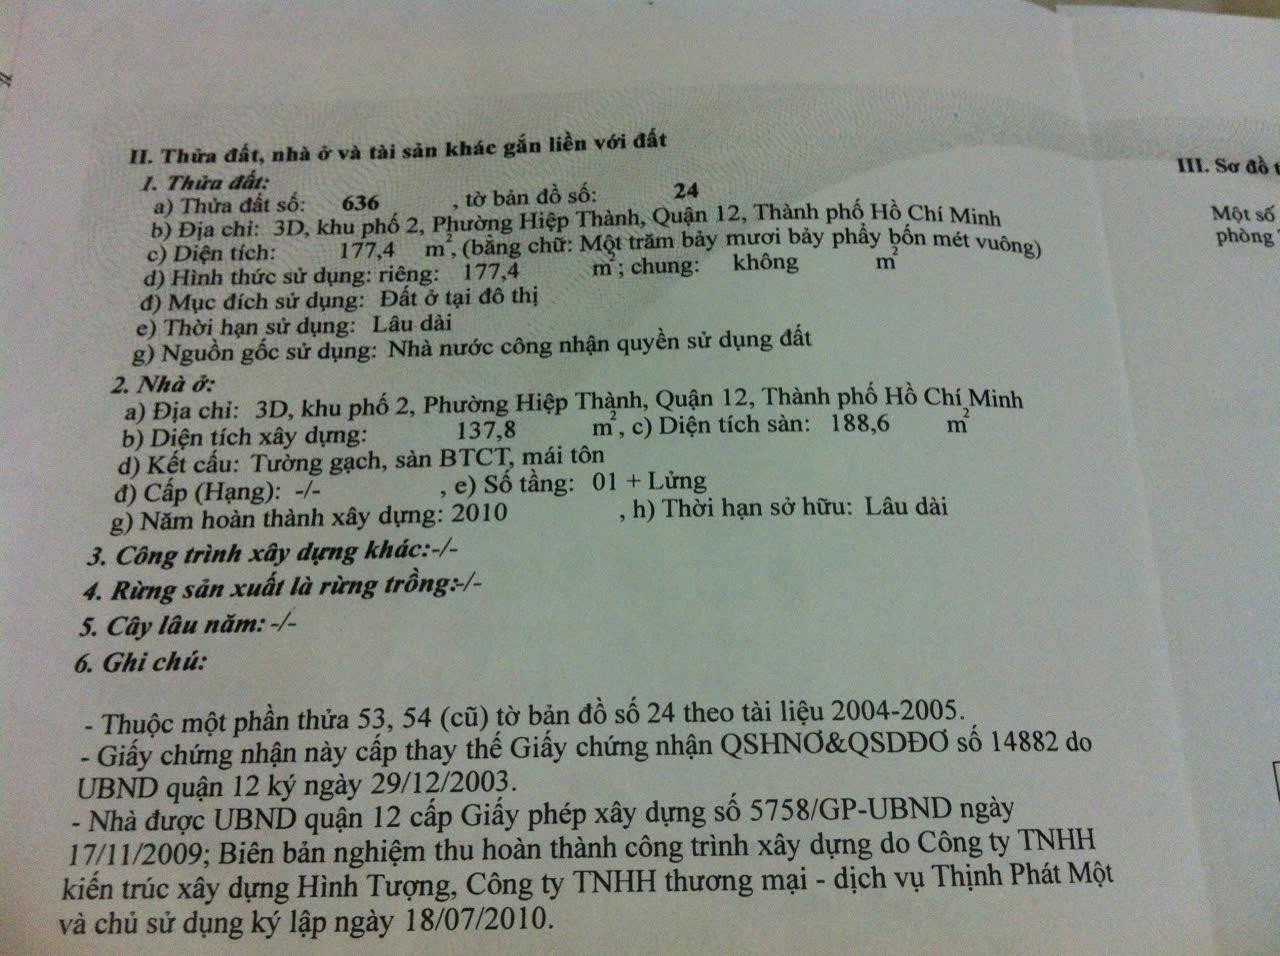 II. Thửa đất, nhà ở và tài sản khác gắn liền với đất
1. Thửa đất:
a) Thửa đất số: 636 , tờ bản đồ số: 24
b) Địa chỉ: 3D, khu phố 2, Phường Hiệp Thành, Quận 12, Thành phố Hồ Chí Minh
c) Diện tích: 177,4 m², (bằng chữ: Một trăm bảy mươi bảy phẩy bốn mét vuông)
d) Hình thức sử dụng: riêng: 177,4 m²; chung: không m²
đ) Mục đích sử dụng: Đất ở tại đô thị
e) Thời hạn sử dụng: Lâu dài
g) Nguồn gốc sử dụng: Nhà nước công nhận quyền sử dụng đất
2. Nhà ở:
a) Địa chỉ: 3D, khu phố 2, Phường Hiệp Thành, Quận 12, Thành phố Hồ Chí Minh
b) Diện tích xây dựng: 137,8 m², c) Diện tích sàn: 188,6 m²
d) Kết cấu: Tường gạch, sàn BTCT, mái tôn
đ) Cấp (Hạng): -/- , e) Số tầng: 01 + Lửng
g) Năm hoàn thành xây dựng: 2010 , h) Thời hạn sở hữu: Lâu dài
3. Công trình xây dựng khác:-/-
4. Rừng sản xuất là rừng trồng:-/-
5. Cây lâu năm: -/-
6. Ghi chú:
- Thuộc một phần thửa 53, 54 (cũ) tờ bản đồ số 24 theo tài liệu 2004-2005.
- Giấy chứng nhận này cấp thay thế Giấy chứng nhận QSHNƠ&QSDĐƠ số 14882 do
UBND quận 12 ký ngày 29/12/2003.
- Nhà được UBND quận 12 cấp Giấy phép xây dựng số 5758/GP-UBND ngày
17/11/2009; Biên bản nghiệm thu hoàn thành công trình xây dựng do Công ty TNHH
kiến trúc xây dựng Hình Tượng, Công ty TNHH thương mại - dịch vụ Thịnh Phát Một
và chủ sử dụng ký lập ngày 18/07/2010.
III. Sơ đồ t
Một số
phòng